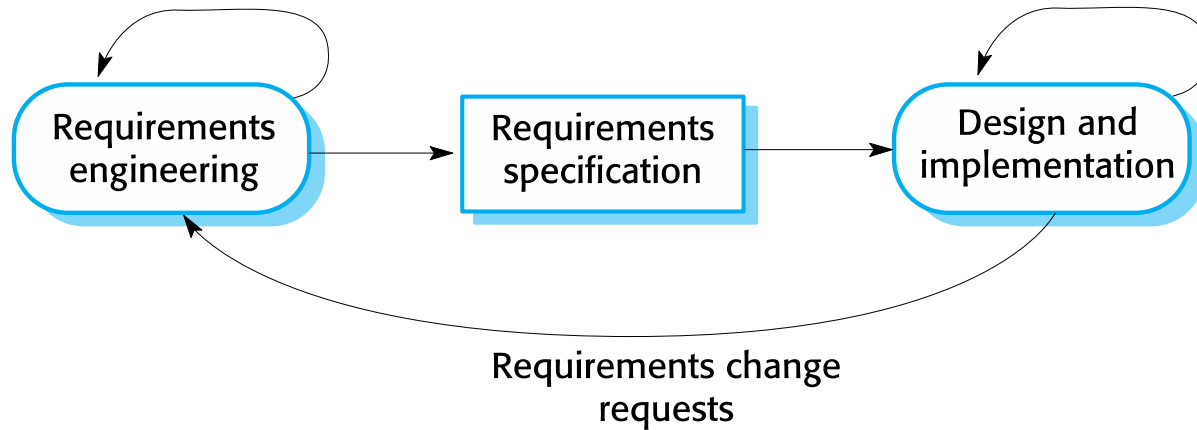 Requirements
engineering
Requirements
specification
Design and
implementation
Requirements change
requests